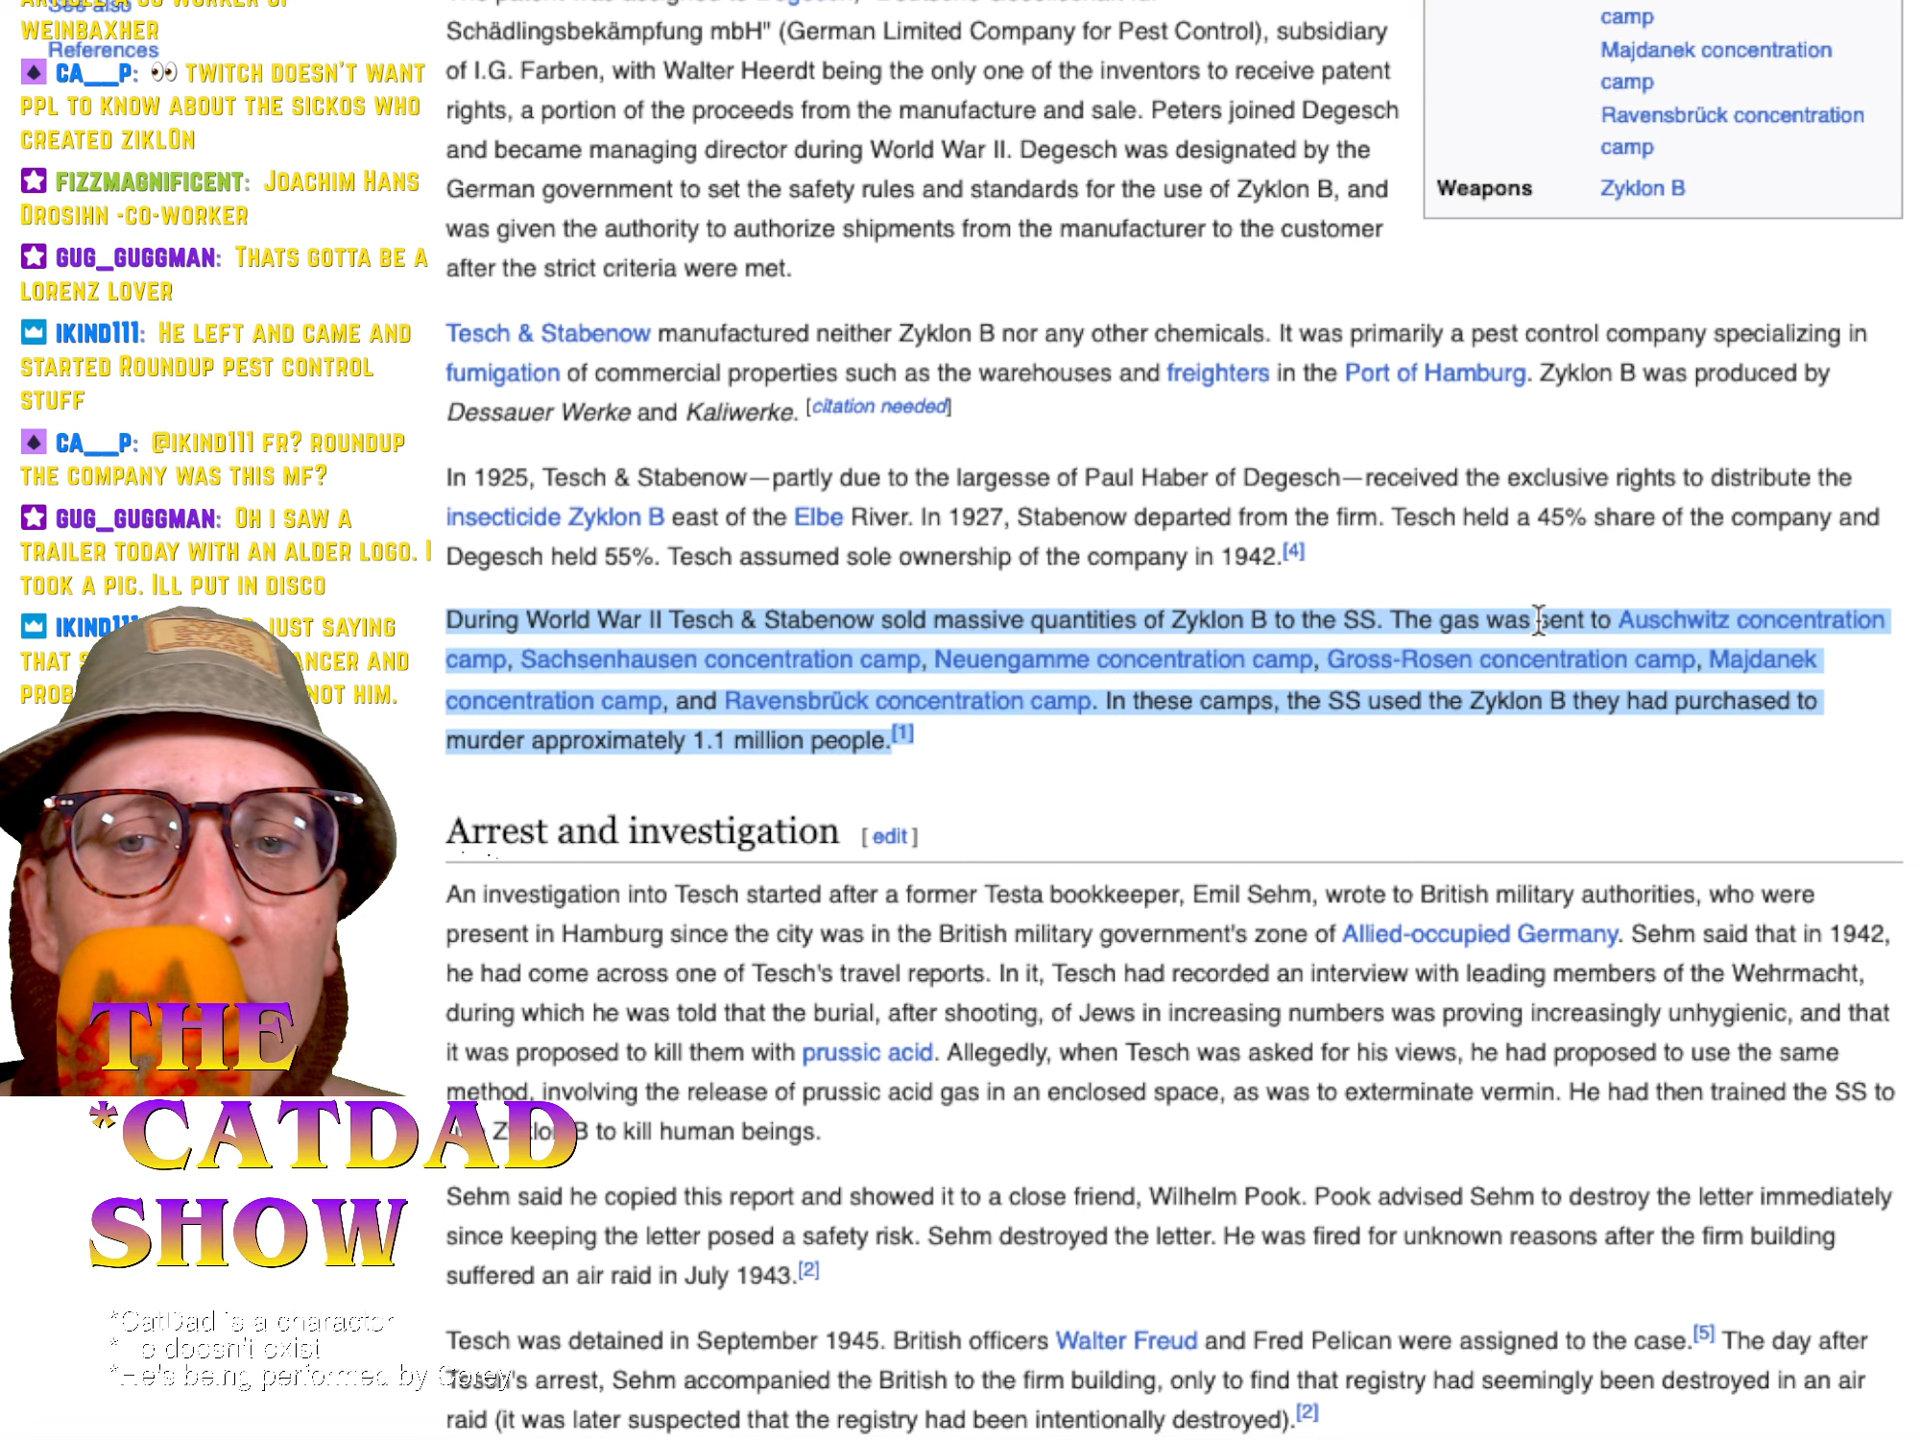 See also
WEINBAXHER
References
CA___P: 👀 TWITCH DOESN'T WANT
PPL TO KNOW ABOUT THE SICKOS WHO
CREATED ZIKL0N
FIZZMAGNIFICENT: JOACHIM HANS
DROSIHN -CO-WORKER
GUG_GUGGMAN: THATS GOTTA BE A
LORENZ LOVER
IKIND111: HE LEFT AND CAME AND
STARTED ROUNDUP PEST CONTROL
STUFF
CA___P: @IKIND111 FR? ROUNDUP
THE COMPANY WAS THIS MF?
GUG_GUGGMAN: OH I SAW A
TRAILER TODAY WITH AN ALDER LOGO. I
TOOK A PIC. ILL PUT IN DISCO
IKIND111 JUST SAYING
THAT ANCER AND
PROB NOT HIM.
THE
*CATDAD
SHOW
*CatDad is a character
doesn't exist
*He's being performed by Corey
Schädlingsbekämpfung mbH" (German Limited Company for Pest Control), subsidiary
of I.G. Farben, with Walter Heerdt being the only one of the inventors to receive patent
rights, a portion of the proceeds from the manufacture and sale. Peters joined Degesch
and became managing director during World War II. Degesch was designated by the
German government to set the safety rules and standards for the use of Zyklon B, and
was given the authority to authorize shipments from the manufacturer to the customer
after the strict criteria were met.
camp
Majdanek concentration
camp
Ravensbrück concentration
camp
Weapons Zyklon B
Tesch & Stabenow manufactured neither Zyklon B nor any other chemicals. It was primarily a pest control company specializing in
fumigation of commercial properties such as the warehouses and freighters in the Port of Hamburg. Zyklon B was produced by
Dessauer Werke and Kaliwerke. [citation needed]
In 1925, Tesch & Stabenow—partly due to the largesse of Paul Haber of Degesch—received the exclusive rights to distribute the
insecticide Zyklon B east of the Elbe River. In 1927, Stabenow departed from the firm. Tesch held a 45% share of the company and
Degesch held 55%. Tesch assumed sole ownership of the company in 1942.[4]
During World War II Tesch & Stabenow sold massive quantities of Zyklon B to the SS. The gas was sent to Auschwitz concentration
camp, Sachsenhausen concentration camp, Neuengamme concentration camp, Gross-Rosen concentration camp, Majdanek
concentration camp, and Ravensbrück concentration camp. In these camps, the SS used the Zyklon B they had purchased to
murder approximately 1.1 million people.[1]
Arrest and investigation [ edit ]
An investigation into Tesch started after a former Testa bookkeeper, Emil Sehm, wrote to British military authorities, who were
present in Hamburg since the city was in the British military government's zone of Allied-occupied Germany. Sehm said that in 1942,
he had come across one of Tesch's travel reports. In it, Tesch had recorded an interview with leading members of the Wehrmacht,
during which he was told that the burial, after shooting, of Jews in increasing numbers was proving increasingly unhygienic, and that
it was proposed to kill them with prussic acid. Allegedly, when Tesch was asked for his views, he had proposed to use the same
method, involving the release of prussic acid gas in an enclosed space, as was to exterminate vermin. He had then trained the SS to
B to kill human beings.
Sehm said he copied this report and showed it to a close friend, Wilhelm Pook. Pook advised Sehm to destroy the letter immediately
since keeping the letter posed a safety risk. Sehm destroyed the letter. He was fired for unknown reasons after the firm building
suffered an air raid in July 1943.[2]
Tesch was detained in September 1945. British officers Walter Freud and Fred Pelican were assigned to the case.[5] The day after
Tesch's arrest, Sehm accompanied the British to the firm building, only to find that registry had seemingly been destroyed in an air
raid (it was later suspected that the registry had been intentionally destroyed).[2]